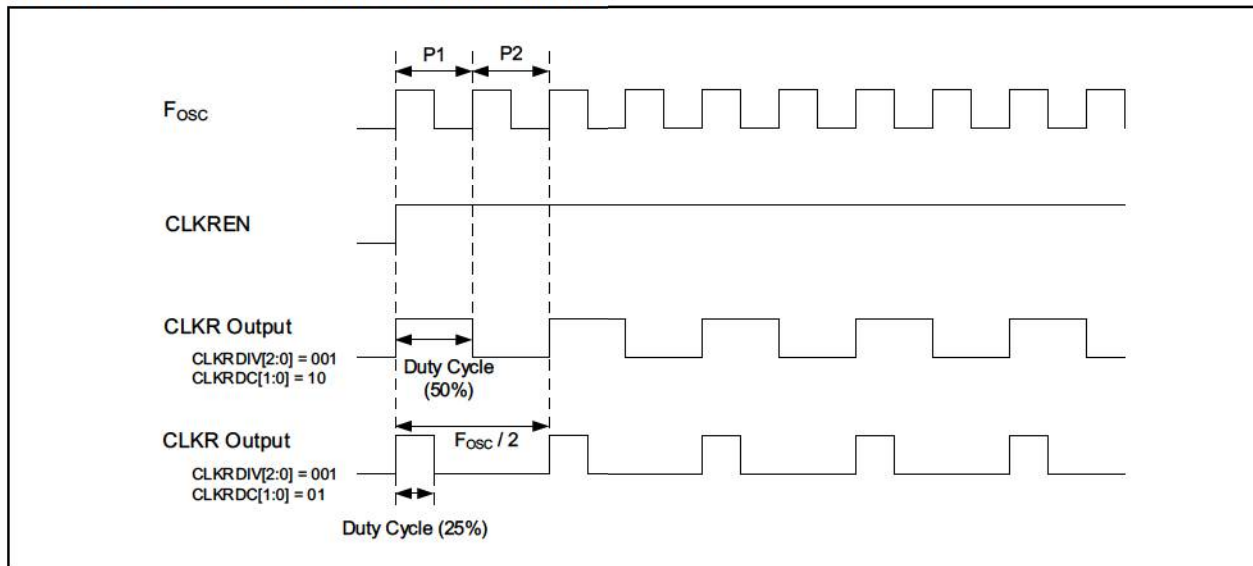 P1 P2
FOSC
CLKREN
CLKR Output
CLKRDIV[2:0] = 001
CLKRDC[1:0] = 10
Duty Cycle
(50%)
FOSC / 2
CLKR Output
CLKRDIV[2:0] = 001
CLKRDC[1:0] = 01
Duty Cycle (25%)